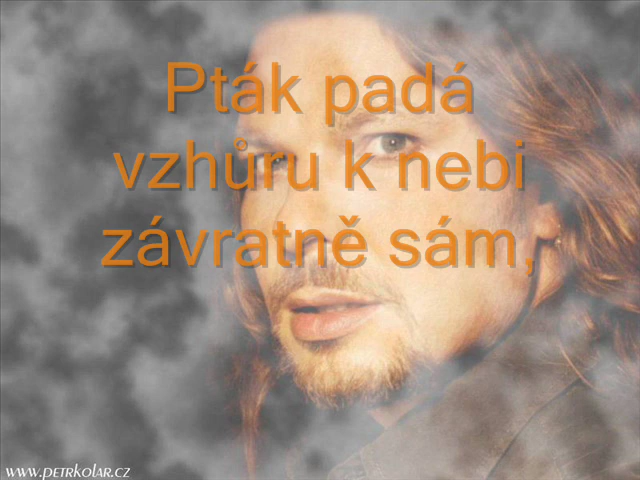 Pták padá
vzhůru k nebi
závratně sám,
www.petrkolar.cz